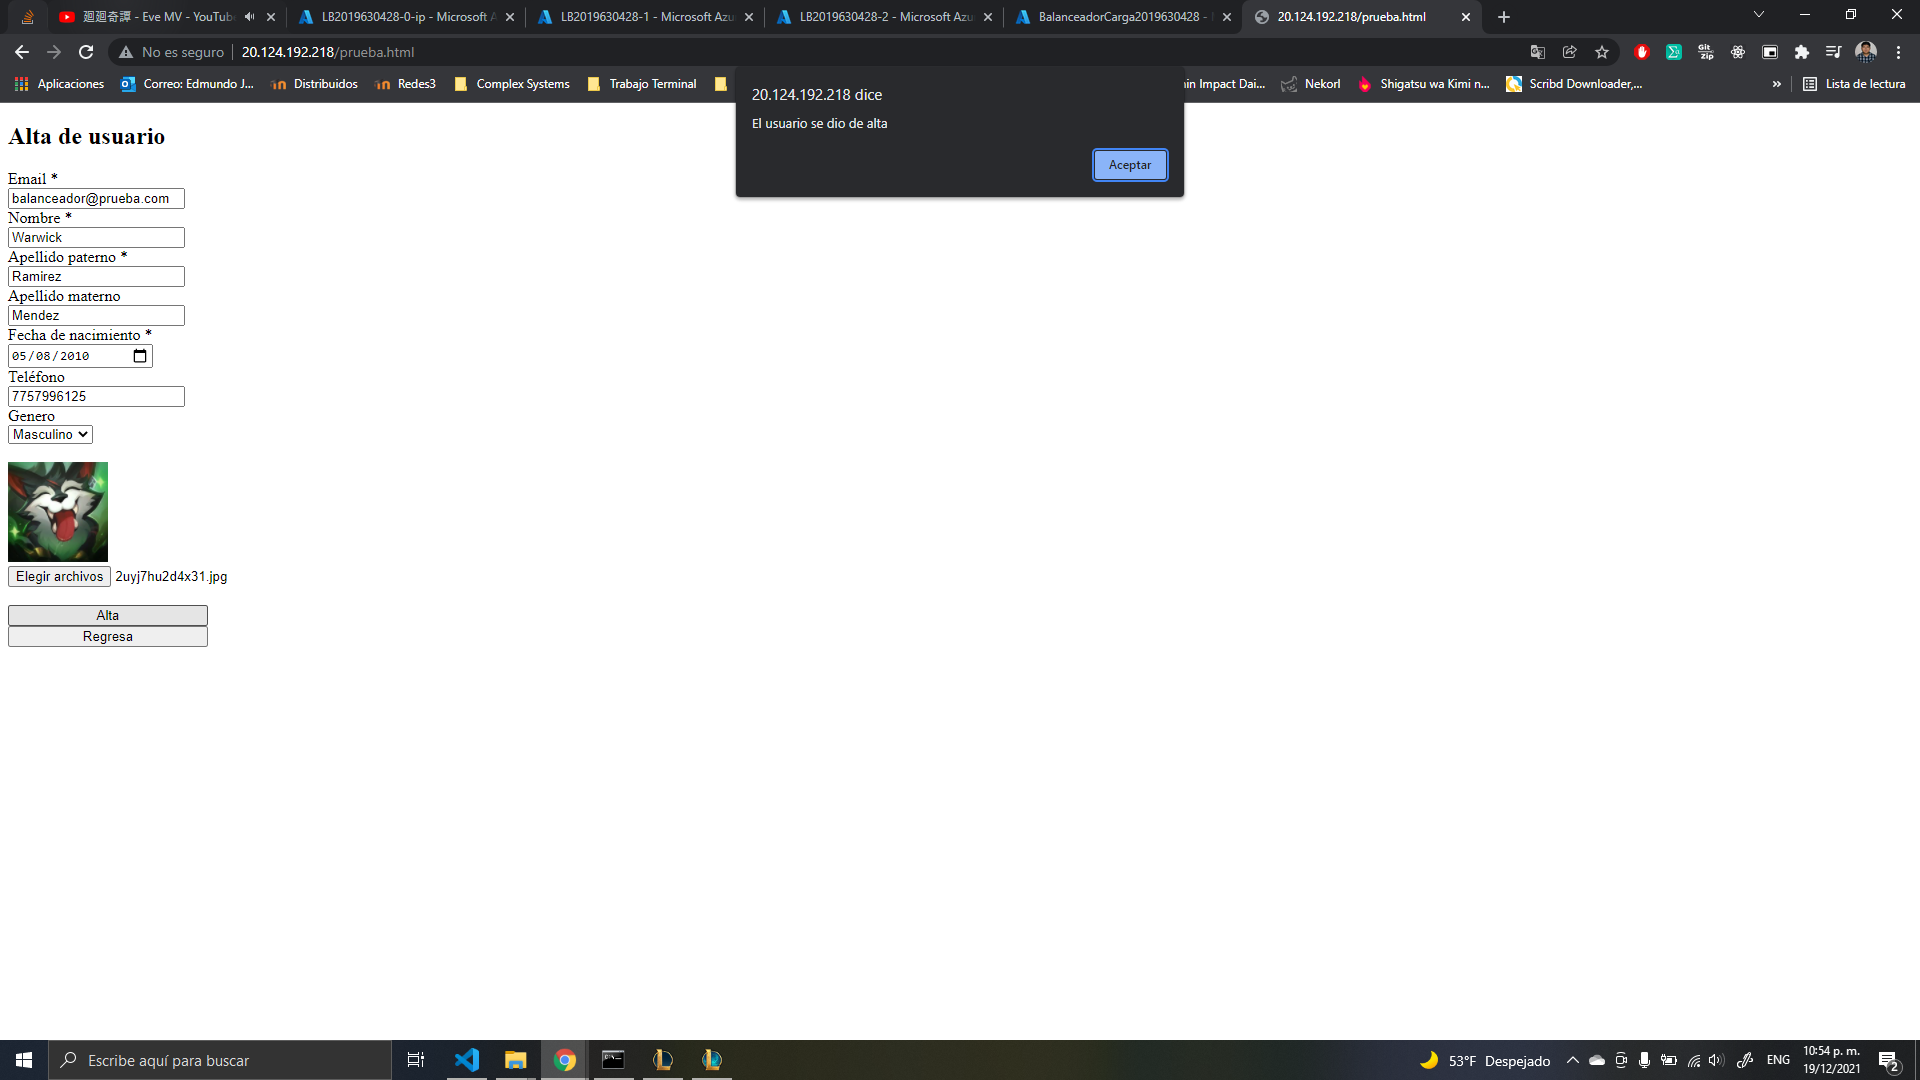 廻廻奇譚 - Eve MV - YouTube
LB2019630428-0-ip - Microsoft A
LB2019630428-1 - Microsoft Azu
LB2019630428-2 - Microsoft Azu
BalanceadorCarga2019630428 -
20.124.192.218/prueba.html
No es seguro
20.124.192.218/prueba.html
Git
zip
Aplicaciones
Correo: Edmundo J...
Distribuidos
Redes3
Complex Systems
Trabajo Terminal
in Impact Dai...
Nekorl
Shigatsu wa Kimi n...
Scribd Downloader,...
»
Lista de lectura
20.124.192.218 dice
El usuario se dio de alta
Aceptar
Alta de usuario
Email *
balanceador@prueba.com
Nombre *
Warwick
Apellido paterno *
Ramirez
Apellido materno
Mendez
Fecha de nacimiento *
05/08/2010
Teléfono
7757996125
Genero
Masculino
Elegir archivos 2uyj7hu2d4x31.jpg
Alta
Regresa
Escribe aquí para buscar
53°F Despejado
ENG
10:54 p. m.
19/12/2021
2